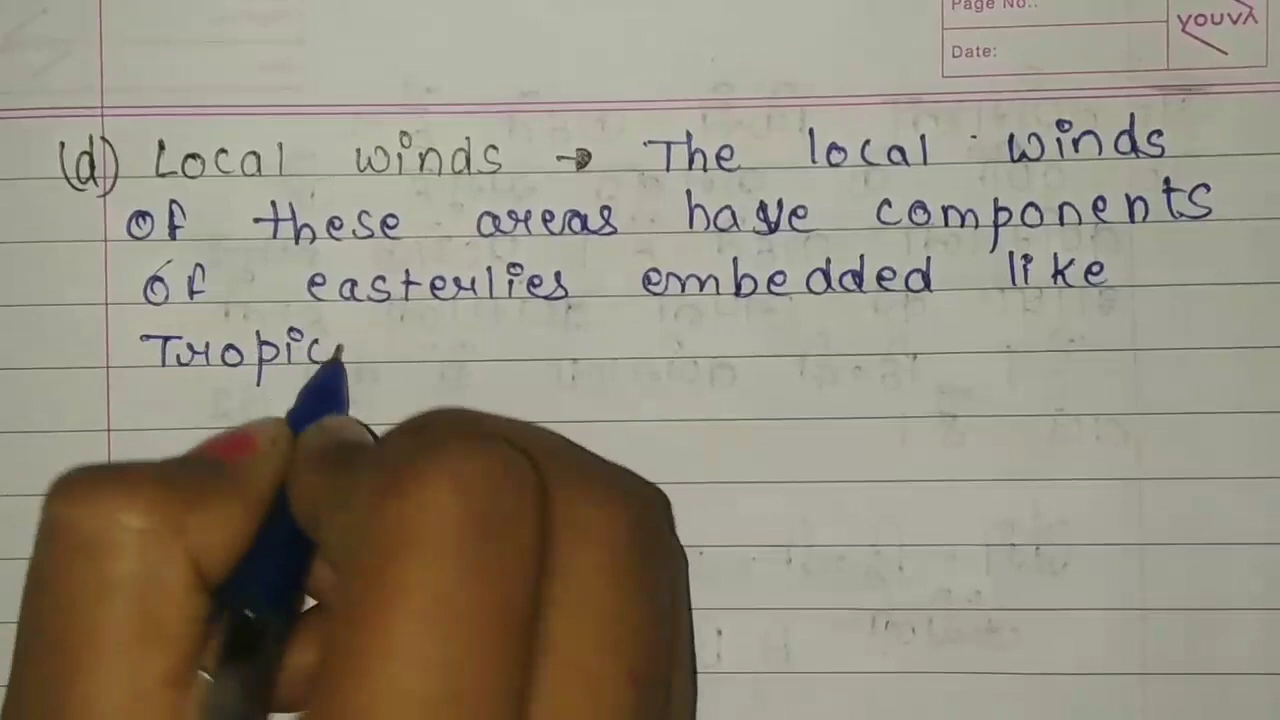 Page No..
YOUVA
Date:
(d) Local winds → The local winds
of these areas have components
of easterlies embedded like
Tropic